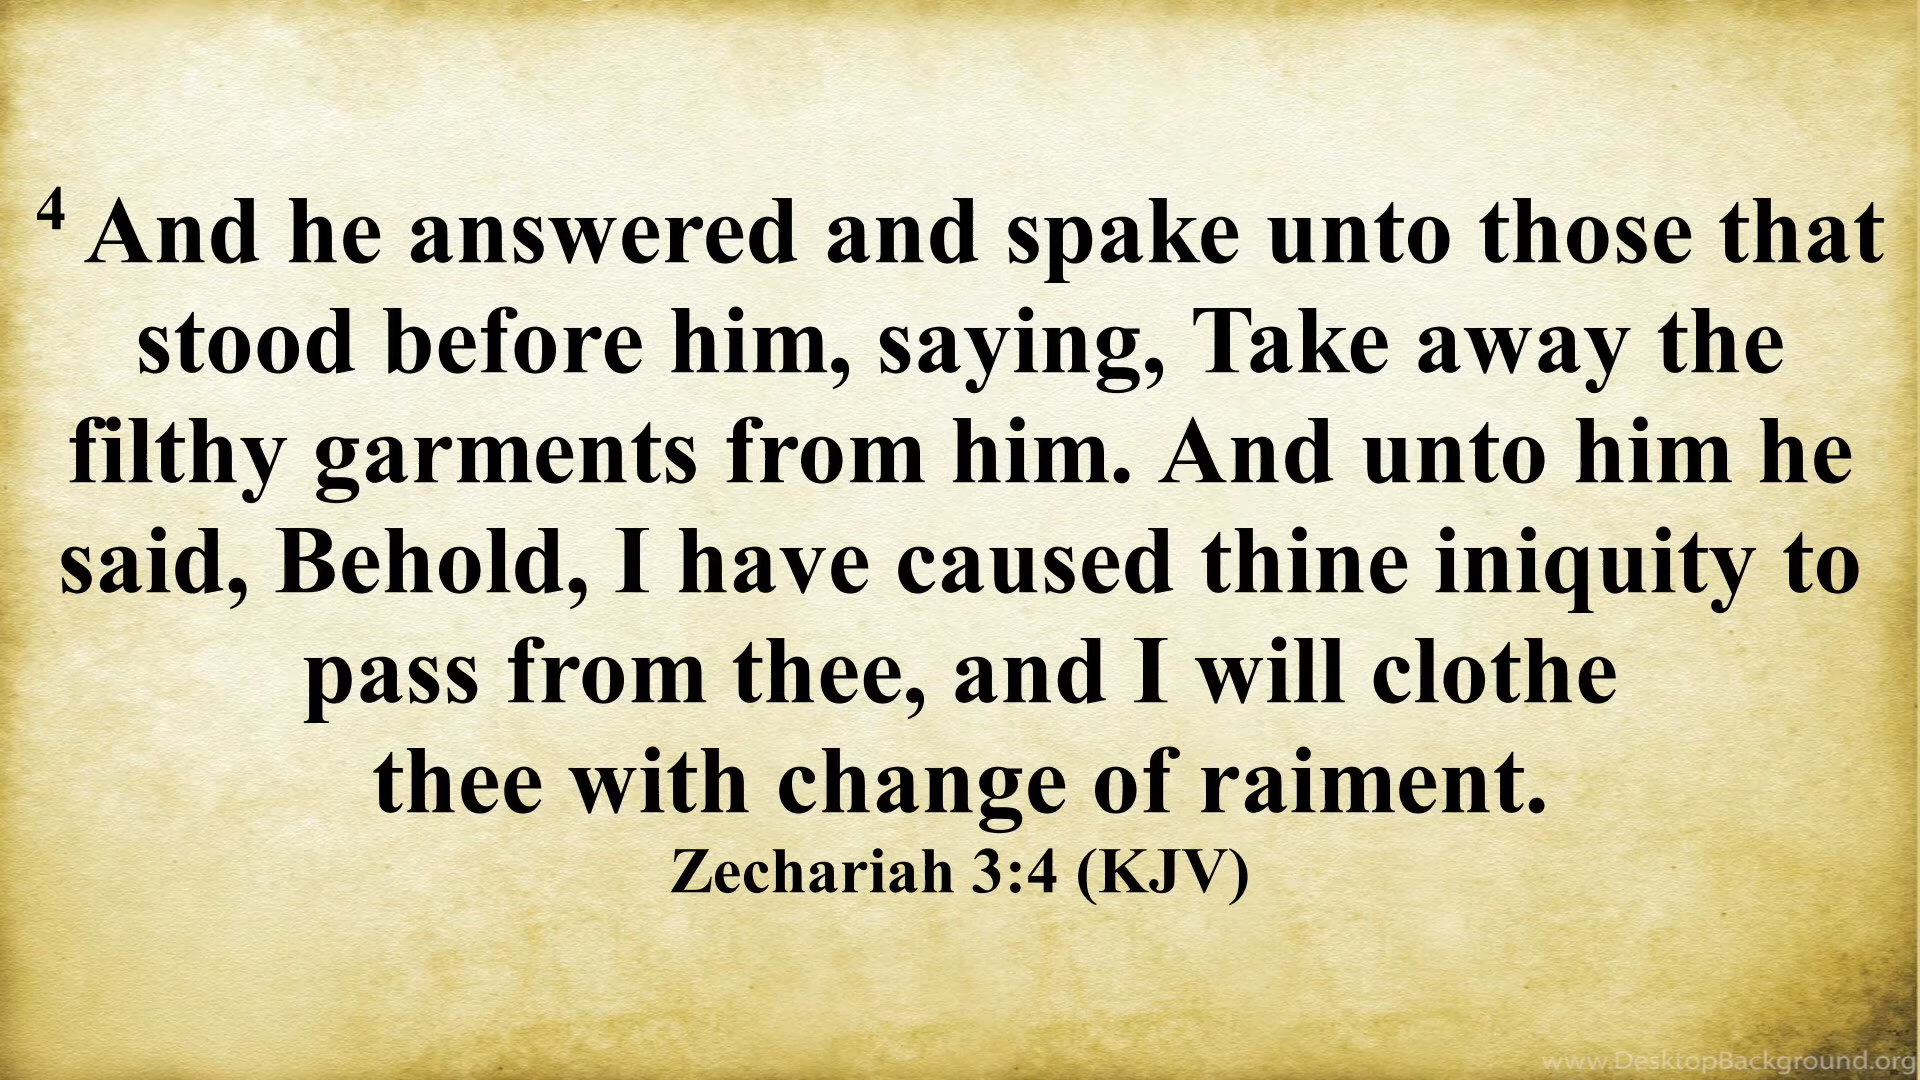 4 And he answered and spake unto those that
stood before him, saying, Take away the
filthy garments from him. And unto him he
said, Behold, I have caused thine iniquity to
pass from thee, and I will clothe
thee with change of raiment.
Zechariah 3:4 (KJV)
www.DesktopBackground.org